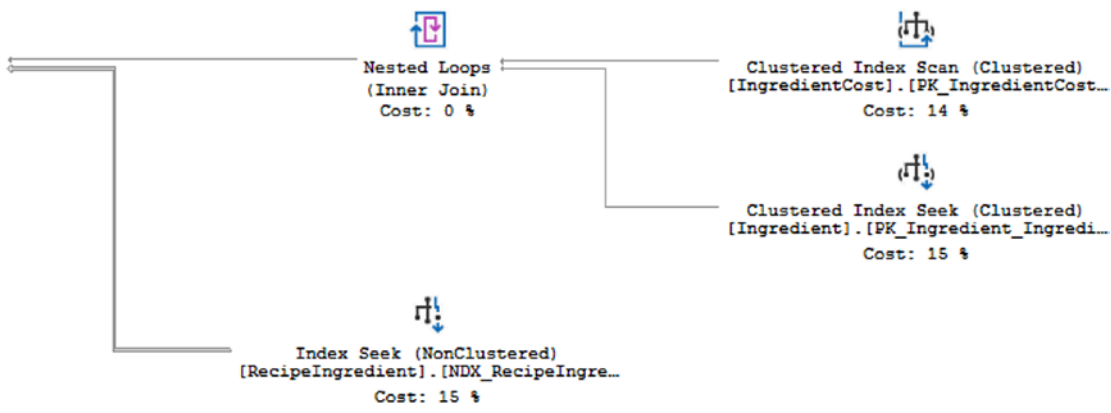 Nested Loops
(Inner Join)
Cost: 0 %
Clustered Index Scan (Clustered)
[IngredientCost].[PK_IngredientCost…
Cost: 14 %
Clustered Index Seek (Clustered)
[Ingredient].[PK_Ingredient_Ingredi…
Cost: 15 %
Index Seek (NonClustered)
[RecipeIngredient].[NDX_RecipeIngre…
Cost: 15 %